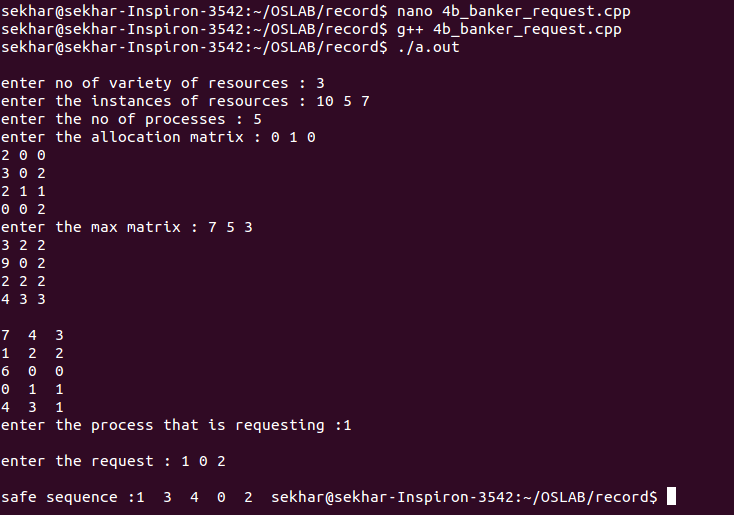 sekhar@sekhar-Inspiron-3542:~/OSLAB/record$ nano 4b_banker_request.cpp
sekhar@sekhar-Inspiron-3542:~/OSLAB/record$ g++ 4b_banker_request.cpp
sekhar@sekhar-Inspiron-3542:~/OSLAB/record$ ./a.out
enter no of variety of resources : 3
enter the instances of resources : 10 5 7
enter the no of processes : 5
enter the allocation matrix : 0 1 0
2 0 0
3 0 2
2 1 1
0 0 2
enter the max matrix : 7 5 3
3 2 2
9 0 2
2 2 2
4 3 3
7  4  3
1  2  2
6  0  0
0  1  1
4  3  1
enter the process that is requesting :1
enter the request : 1 0 2
safe sequence :1  3  4  0  2  sekhar@sekhar-Inspiron-3542:~/OSLAB/record$